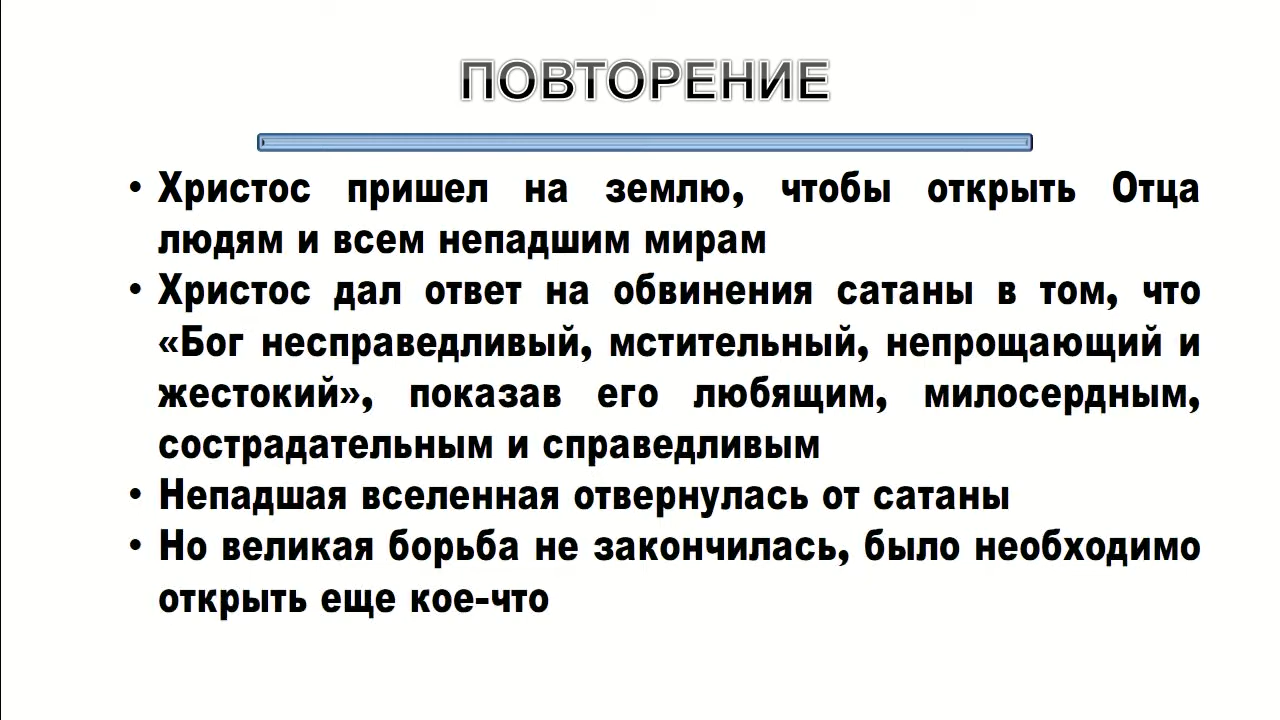 ПОВТОРЕНИЕ
• Христос пришел на землю, чтобы открыть Отца
людям и всем непадшим мирам
• Христос дал ответ на обвинения сатаны в том, что
«Бог несправедливый, мстительный, непрощающий и
жестокий», показав его любящим, милосердным,
сострадательным и справедливым
• Непадшая вселенная отвернулась от сатаны
• Но великая борьба не закончилась, было необходимо
открыть еще кое-что